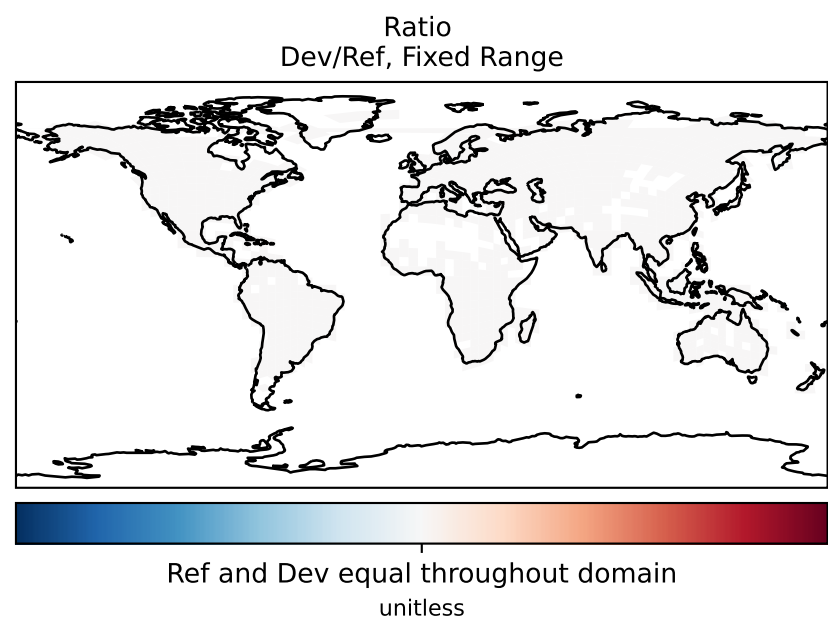 Ratio
Dev/Ref, Fixed Range
Ref and Dev equal throughout domain
unitless